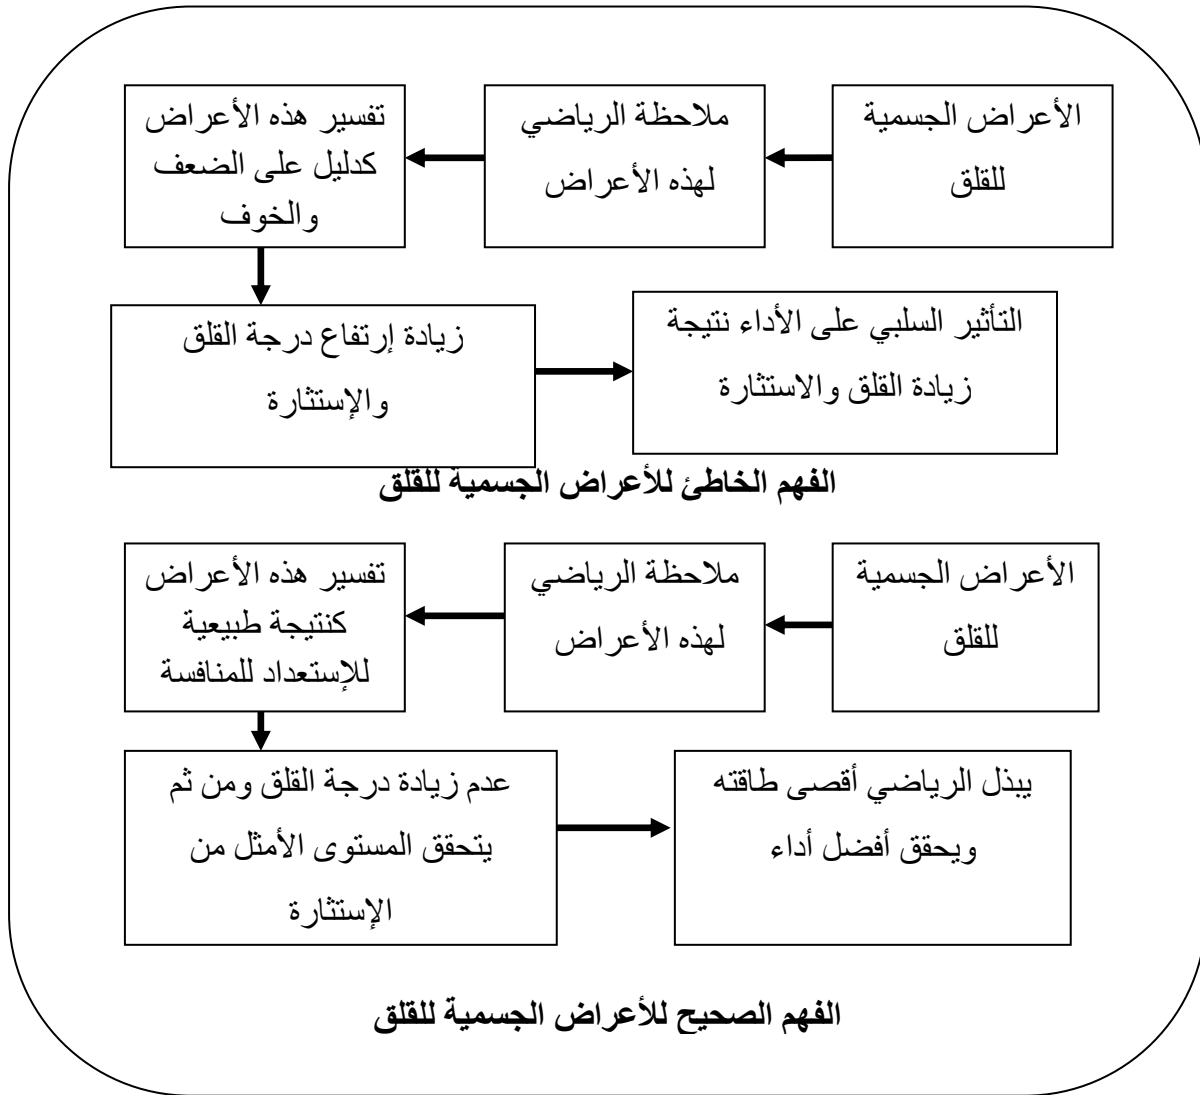 الأعراض الجسمية
للقلق
ملاحظة الرياضي
لهذه الأعراض
تفسير هذه الأعراض
كدليل على الضعف
والخوف
زيادة إرتفاع درجة القلق
والإستثارة
التأثير السلبي على الأداء نتيجة
زيادة القلق والاستثارة
الفهم الخاطئ للأعراض الجسمية للقلق
الأعراض الجسمية
للقلق
ملاحظة الرياضي
لهذه الأعراض
تفسير هذه الأعراض
كنتيجة طبيعية
للإستعداد للمنافسة
عدم زيادة درجة القلق ومن ثم
يتحقق المستوى الأمثل من
الإستثارة
يبذل الرياضي أقصى طاقته
ويحقق أفضل أداء
الفهم الصحيح للأعراض الجسمية للقلق